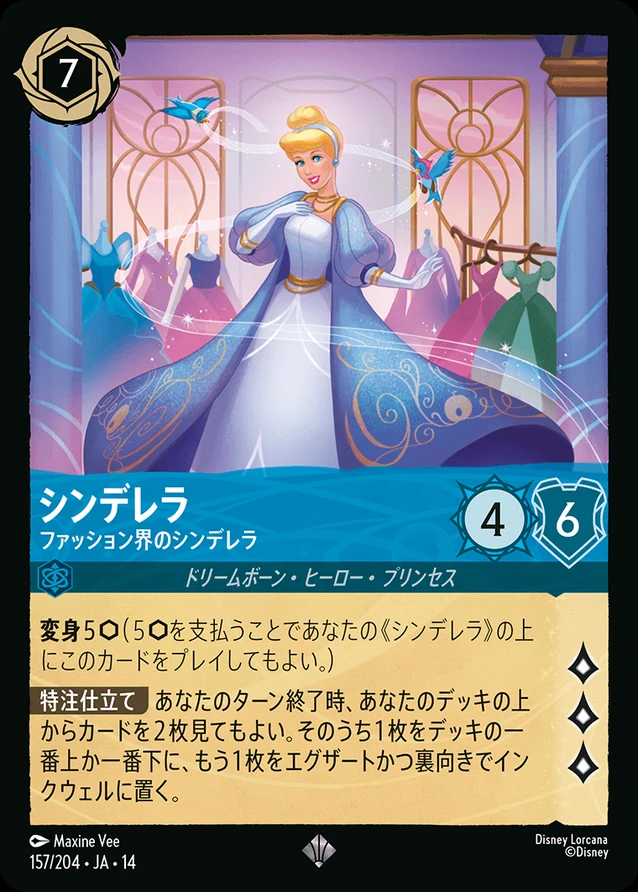 7
シンデレラ
ファッション界のシンデレラ
4
6
ドリームボーン・ヒーロー・プリンセス
変身5⬡(5⬡を支払うことであなたの《シンデレラ》の上
にこのカードをプレイしてもよい。)
特注仕立て あなたのターン終了時、あなたのデッキの上
からカードを2枚見てもよい。そのうち1枚をデッキの一
番上か一番下に、もう1枚をエグザートかつ裏向きでイン
クウェルに置く。
Maxine Vee
157/204・JA・14
Disney Lorcana
©Disney